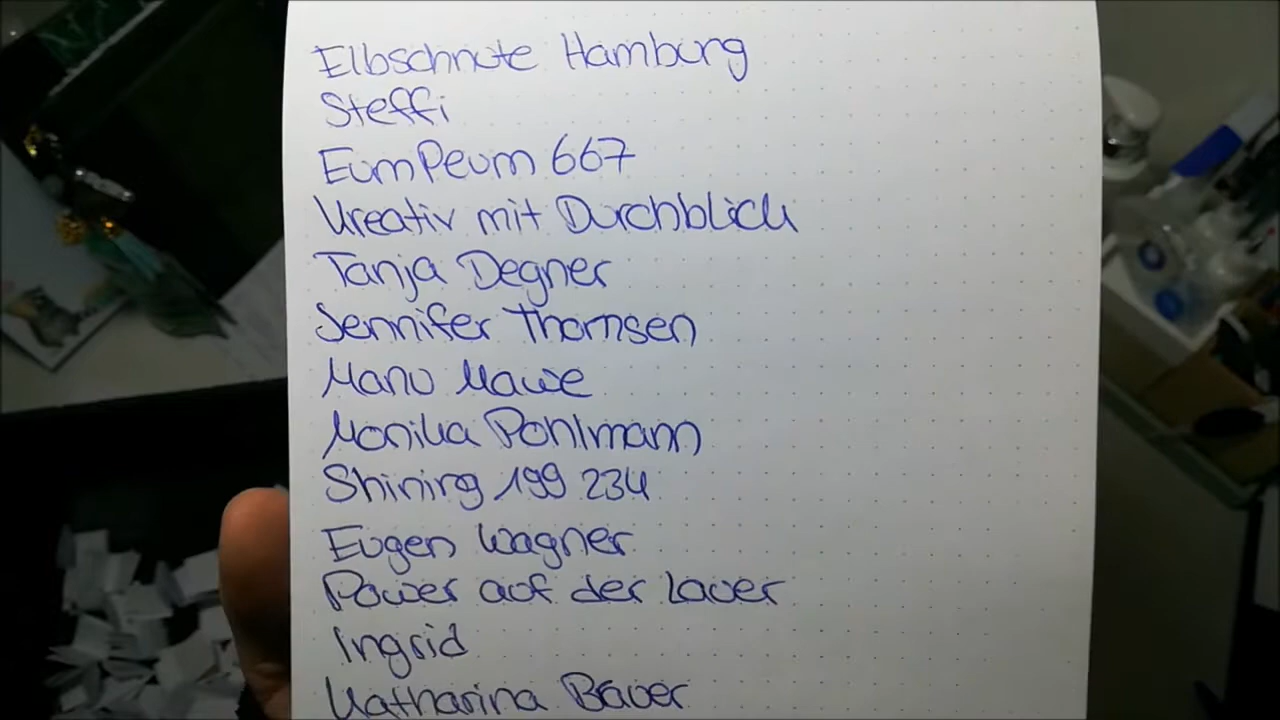 Elbschnute Hamburg
Steffi
EumPeum 667
Kreativ mit Durchblick
Tanja Degner
Jennifer Thomsen
Manu Mawe
Monika Pohlmann
Shining 199 234
Eugen Wagner
Power auf der Lauer
Ingrid
Katharina Bauer